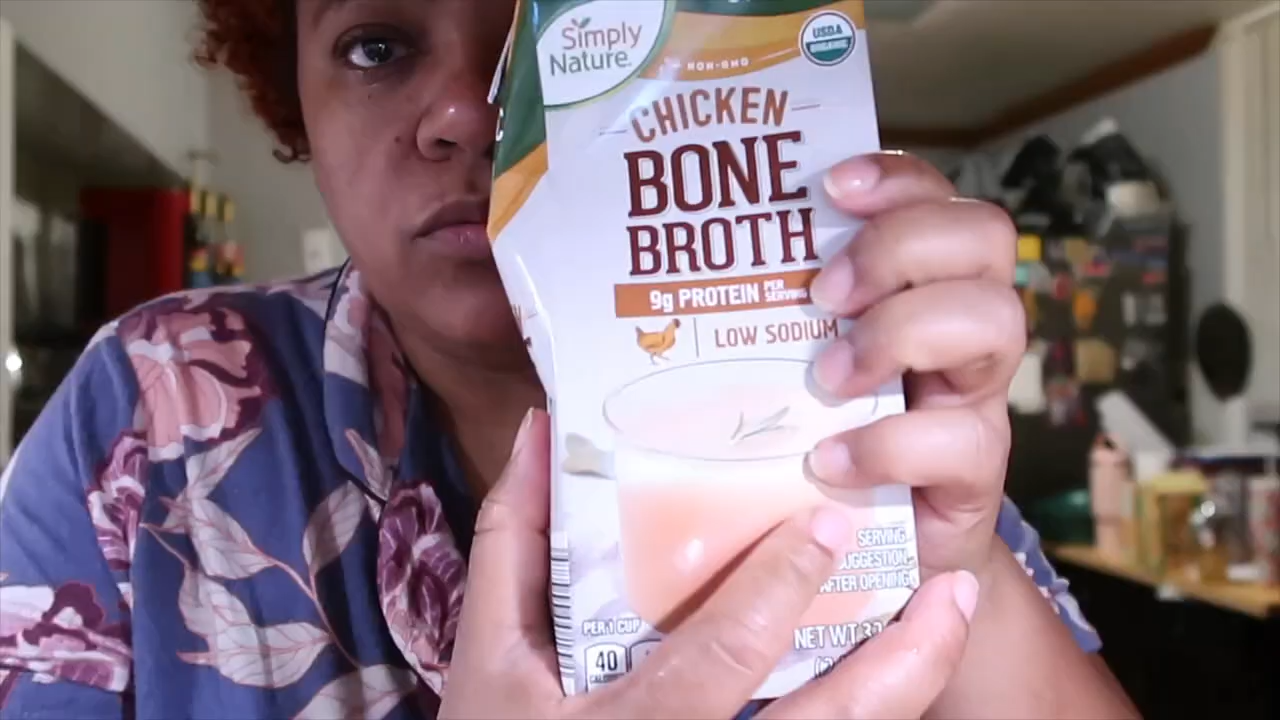 Simply
Nature
USDA
ORGANIC
NON-GMO
CHICKEN
BONE
BROTH
9g PROTEIN PER SERVING
LOW SODIUM
SERVING
SUGGESTION
AFTER OPENING
PER 1 CUP
NET WT 32
40